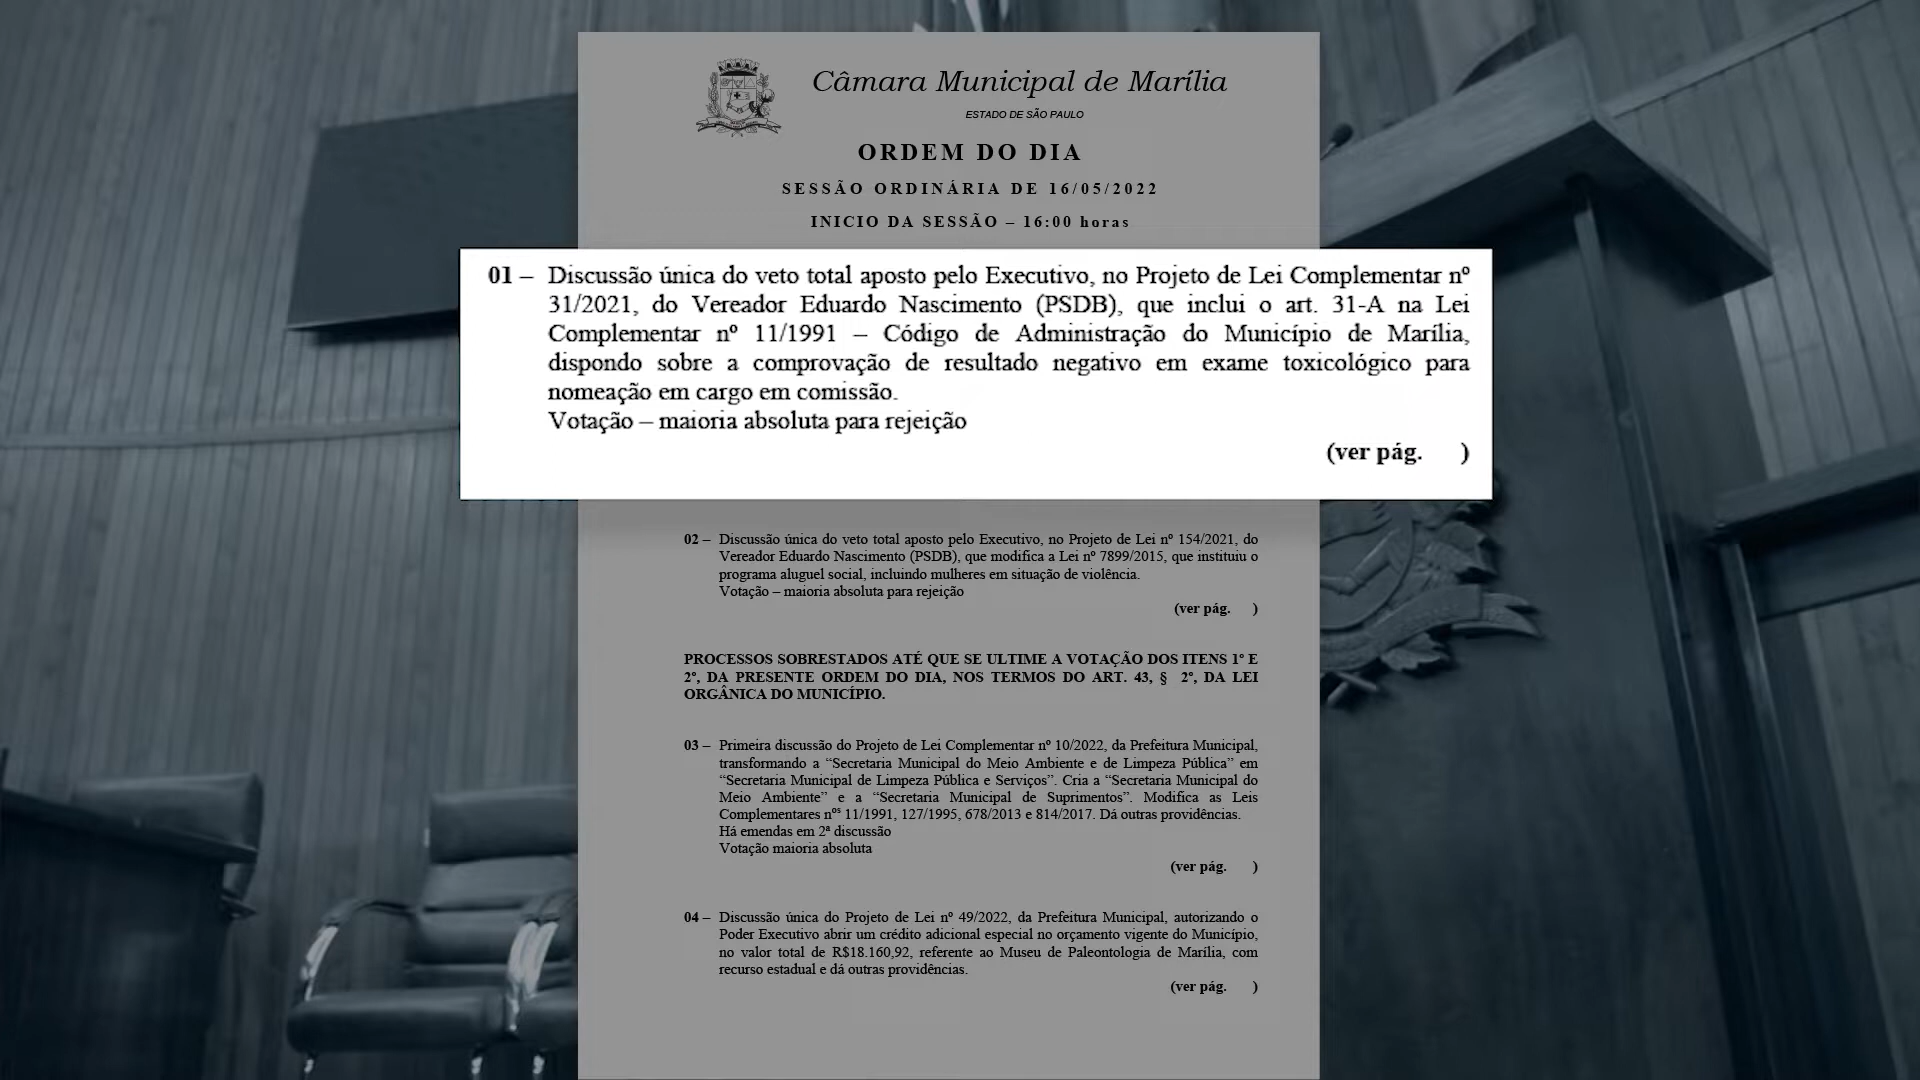 Câmara Municipal de Marília
ESTADO DE SÃO PAULO
ORDEM DO DIA
SESSÃO ORDINÁRIA DE 16/05/2022
INICIO DA SESSÃO – 16:00 horas
01 – Discussão única do veto total aposto pelo Executivo, no Projeto de Lei Complementar nº
31/2021, do Vereador Eduardo Nascimento (PSDB), que inclui o art. 31-A na Lei
Complementar nº 11/1991 – Código de Administração do Município de Marília,
dispondo sobre a comprovação de resultado negativo em exame toxicológico para
nomeação em cargo em comissão.
Votação – maioria absoluta para rejeição
(ver pág. )
02 – Discussão única do veto total aposto pelo Executivo, no Projeto de Lei nº 154/2021, do
Vereador Eduardo Nascimento (PSDB), que modifica a Lei nº 7899/2015, que instituiu o
programa aluguel social, incluindo mulheres em situação de violência.
Votação – maioria absoluta para rejeição
(ver pág. )
PROCESSOS SOBRESTADOS ATÉ QUE SE ULTIME A VOTAÇÃO DOS ITENS 1º E
2º, DA PRESENTE ORDEM DO DIA, NOS TERMOS DO ART. 43, § 2º, DA LEI
ORGÂNICA DO MUNICÍPIO.
03 – Primeira discussão do Projeto de Lei Complementar nº 10/2022, da Prefeitura Municipal,
transformando a “Secretaria Municipal do Meio Ambiente e de Limpeza Pública” em
“Secretaria Municipal de Limpeza Pública e Serviços”. Cria a “Secretaria Municipal do
Meio Ambiente” e a “Secretaria Municipal de Suprimentos”. Modifica as Leis
Complementares nºs 11/1991, 127/1995, 678/2013 e 814/2017. Dá outras providências.
Há emendas em 2ª discussão
Votação maioria absoluta
(ver pág. )
04 – Discussão única do Projeto de Lei nº 49/2022, da Prefeitura Municipal, autorizando o
Poder Executivo abrir um crédito adicional especial no orçamento vigente do Município,
no valor total de R$18.160,92, referente ao Museu de Paleontologia de Marília, com
recurso estadual e dá outras providências.
(ver pág. )